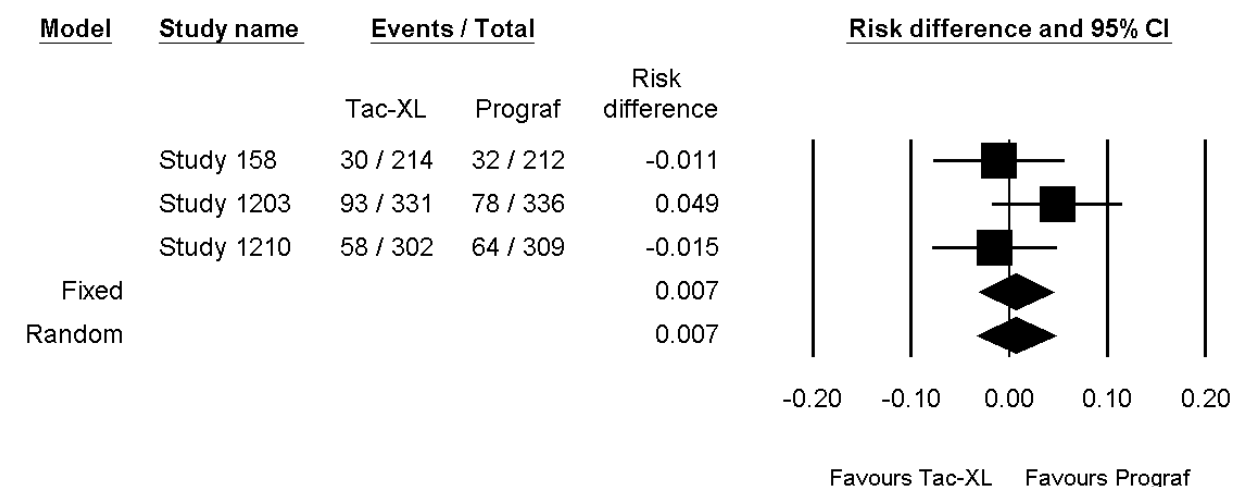 Model Study name Events / Total Risk difference and 95% CI
Risk
Tac-XL Prograf difference
Study 158 30 / 214 32 / 212 -0.011
Study 1203 93 / 331 78 / 336 0.049
Study 1210 58 / 302 64 / 309 -0.015
Fixed 0.007
Random 0.007
-0.20 -0.10 0.00 0.10 0.20
Favours Tac-XL Favours Prograf